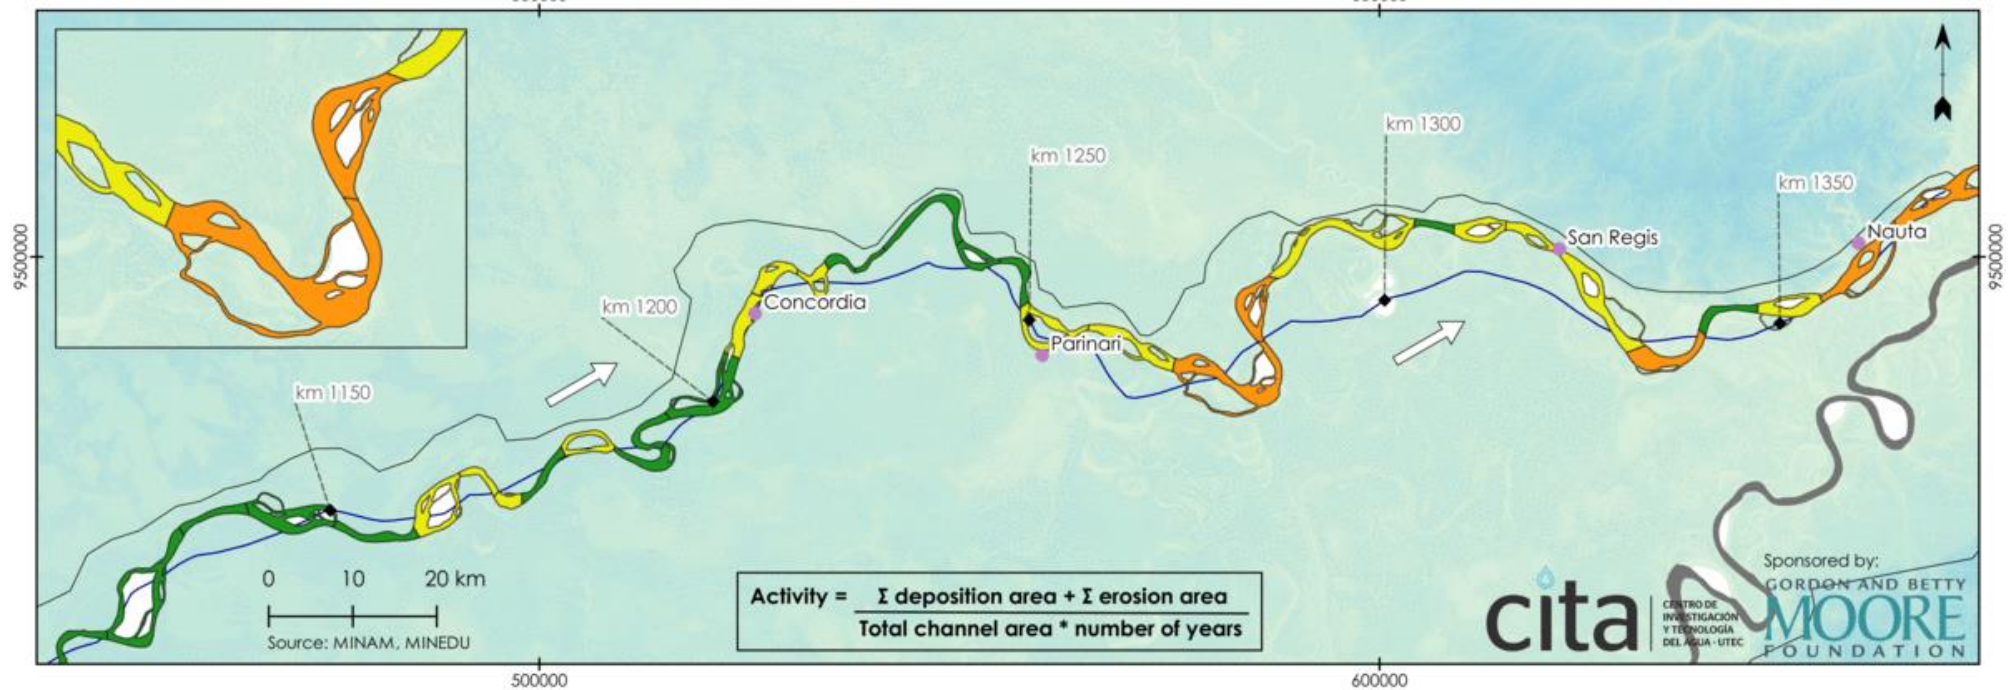 km 1300
km 1250
km 1350
Nauta
San Regis
9500000
9500000
km 1200
Concordia
Parinari
km 1150
0 10 20 km
Source: MINAM, MINEDU
Activity = Σ deposition area + Σ erosion area
Total channel area * number of years
Sponsored by:
GORDON AND BETTY
MOORE
FOUNDATION
cita
CENTRO DE
INVESTIGACIÓN
Y TECNOLOGÍA
DEL AGUA - UTEC
500000
600000